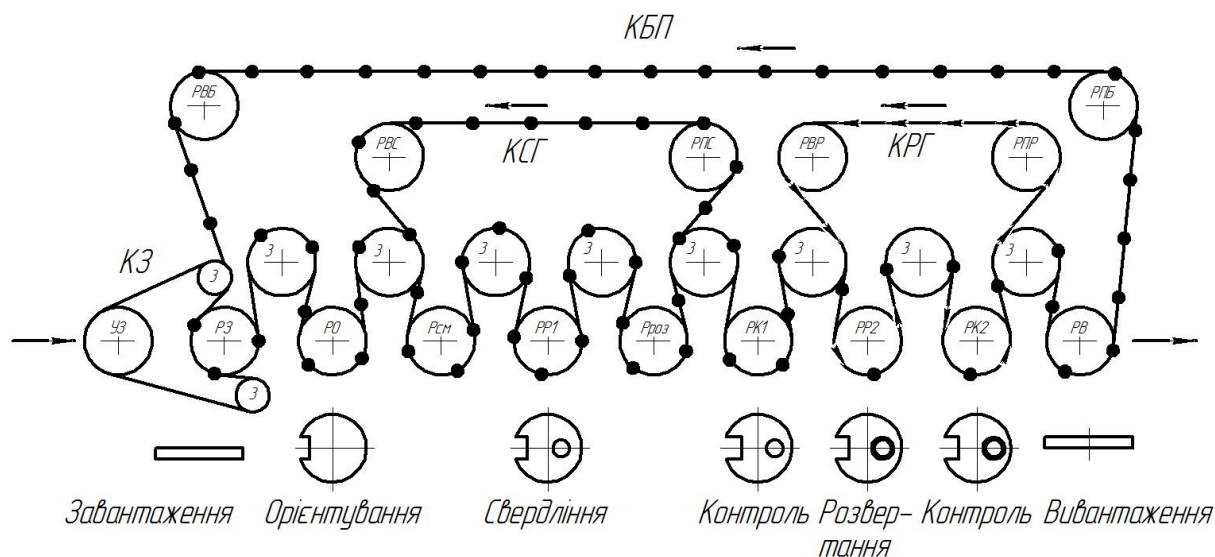 КБП
РВБ
РПБ
РВС
КСГ
РПС
РВР
КРГ
РПР
КЗ
З
З
З
З
З
З
З
З
З
УЗ
РЗ
РО
Рсм
РР1
Рроз
РК1
РР2
РК2
РВ
З
Завантаження
Орієнтування
Свердління
Контроль
Розвер-
тання
Контроль
Вивантаження